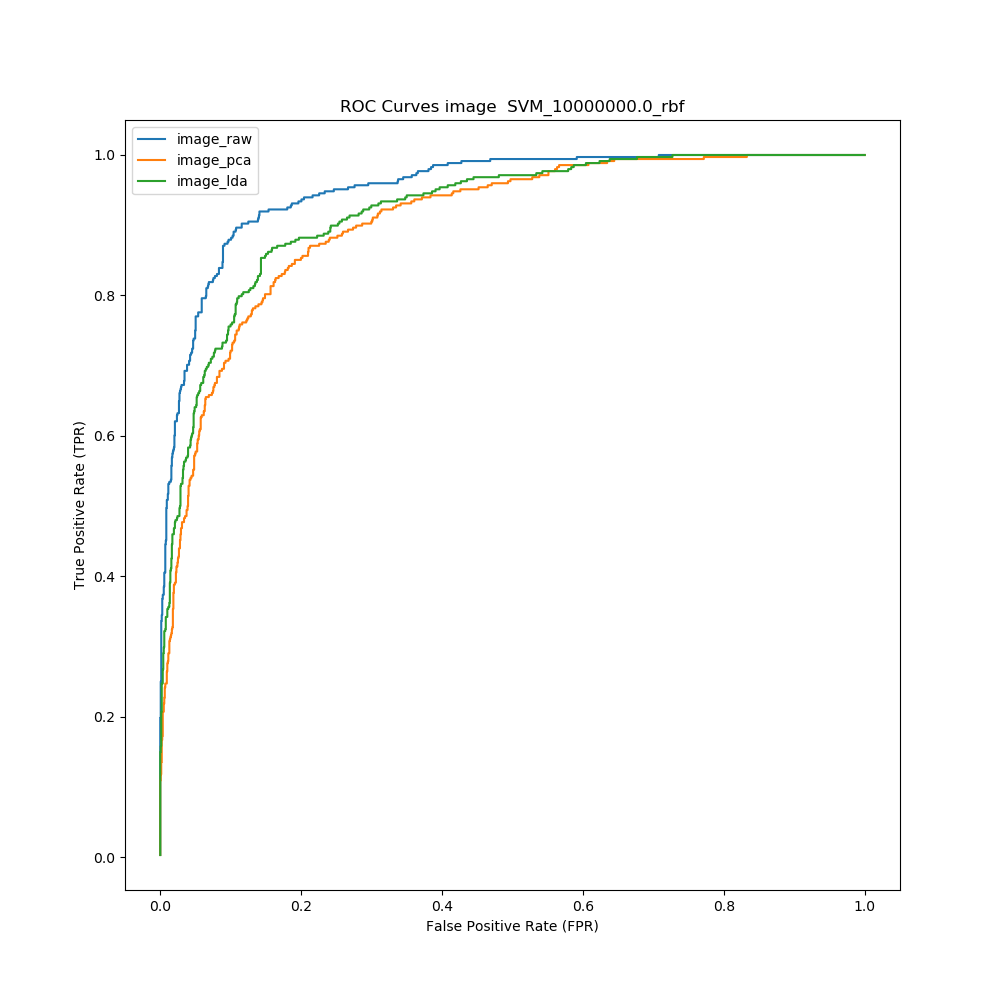 ROC Curves image  SVM_10000000.0_rbf
image_raw
image_pca
image_lda
1.0
0.8
0.6
0.4
0.2
0.0
True Positive Rate (TPR)
0.0 0.2 0.4 0.6 0.8 1.0
False Positive Rate (FPR)